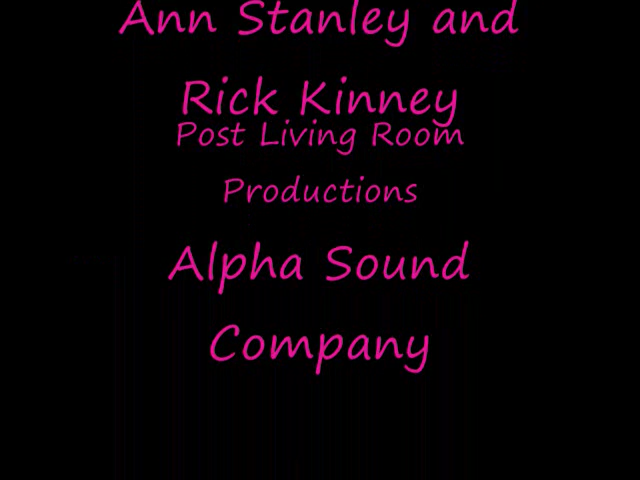 Ann Stanley and
Rick Kinney
Post Living Room
Productions
Alpha Sound
Company